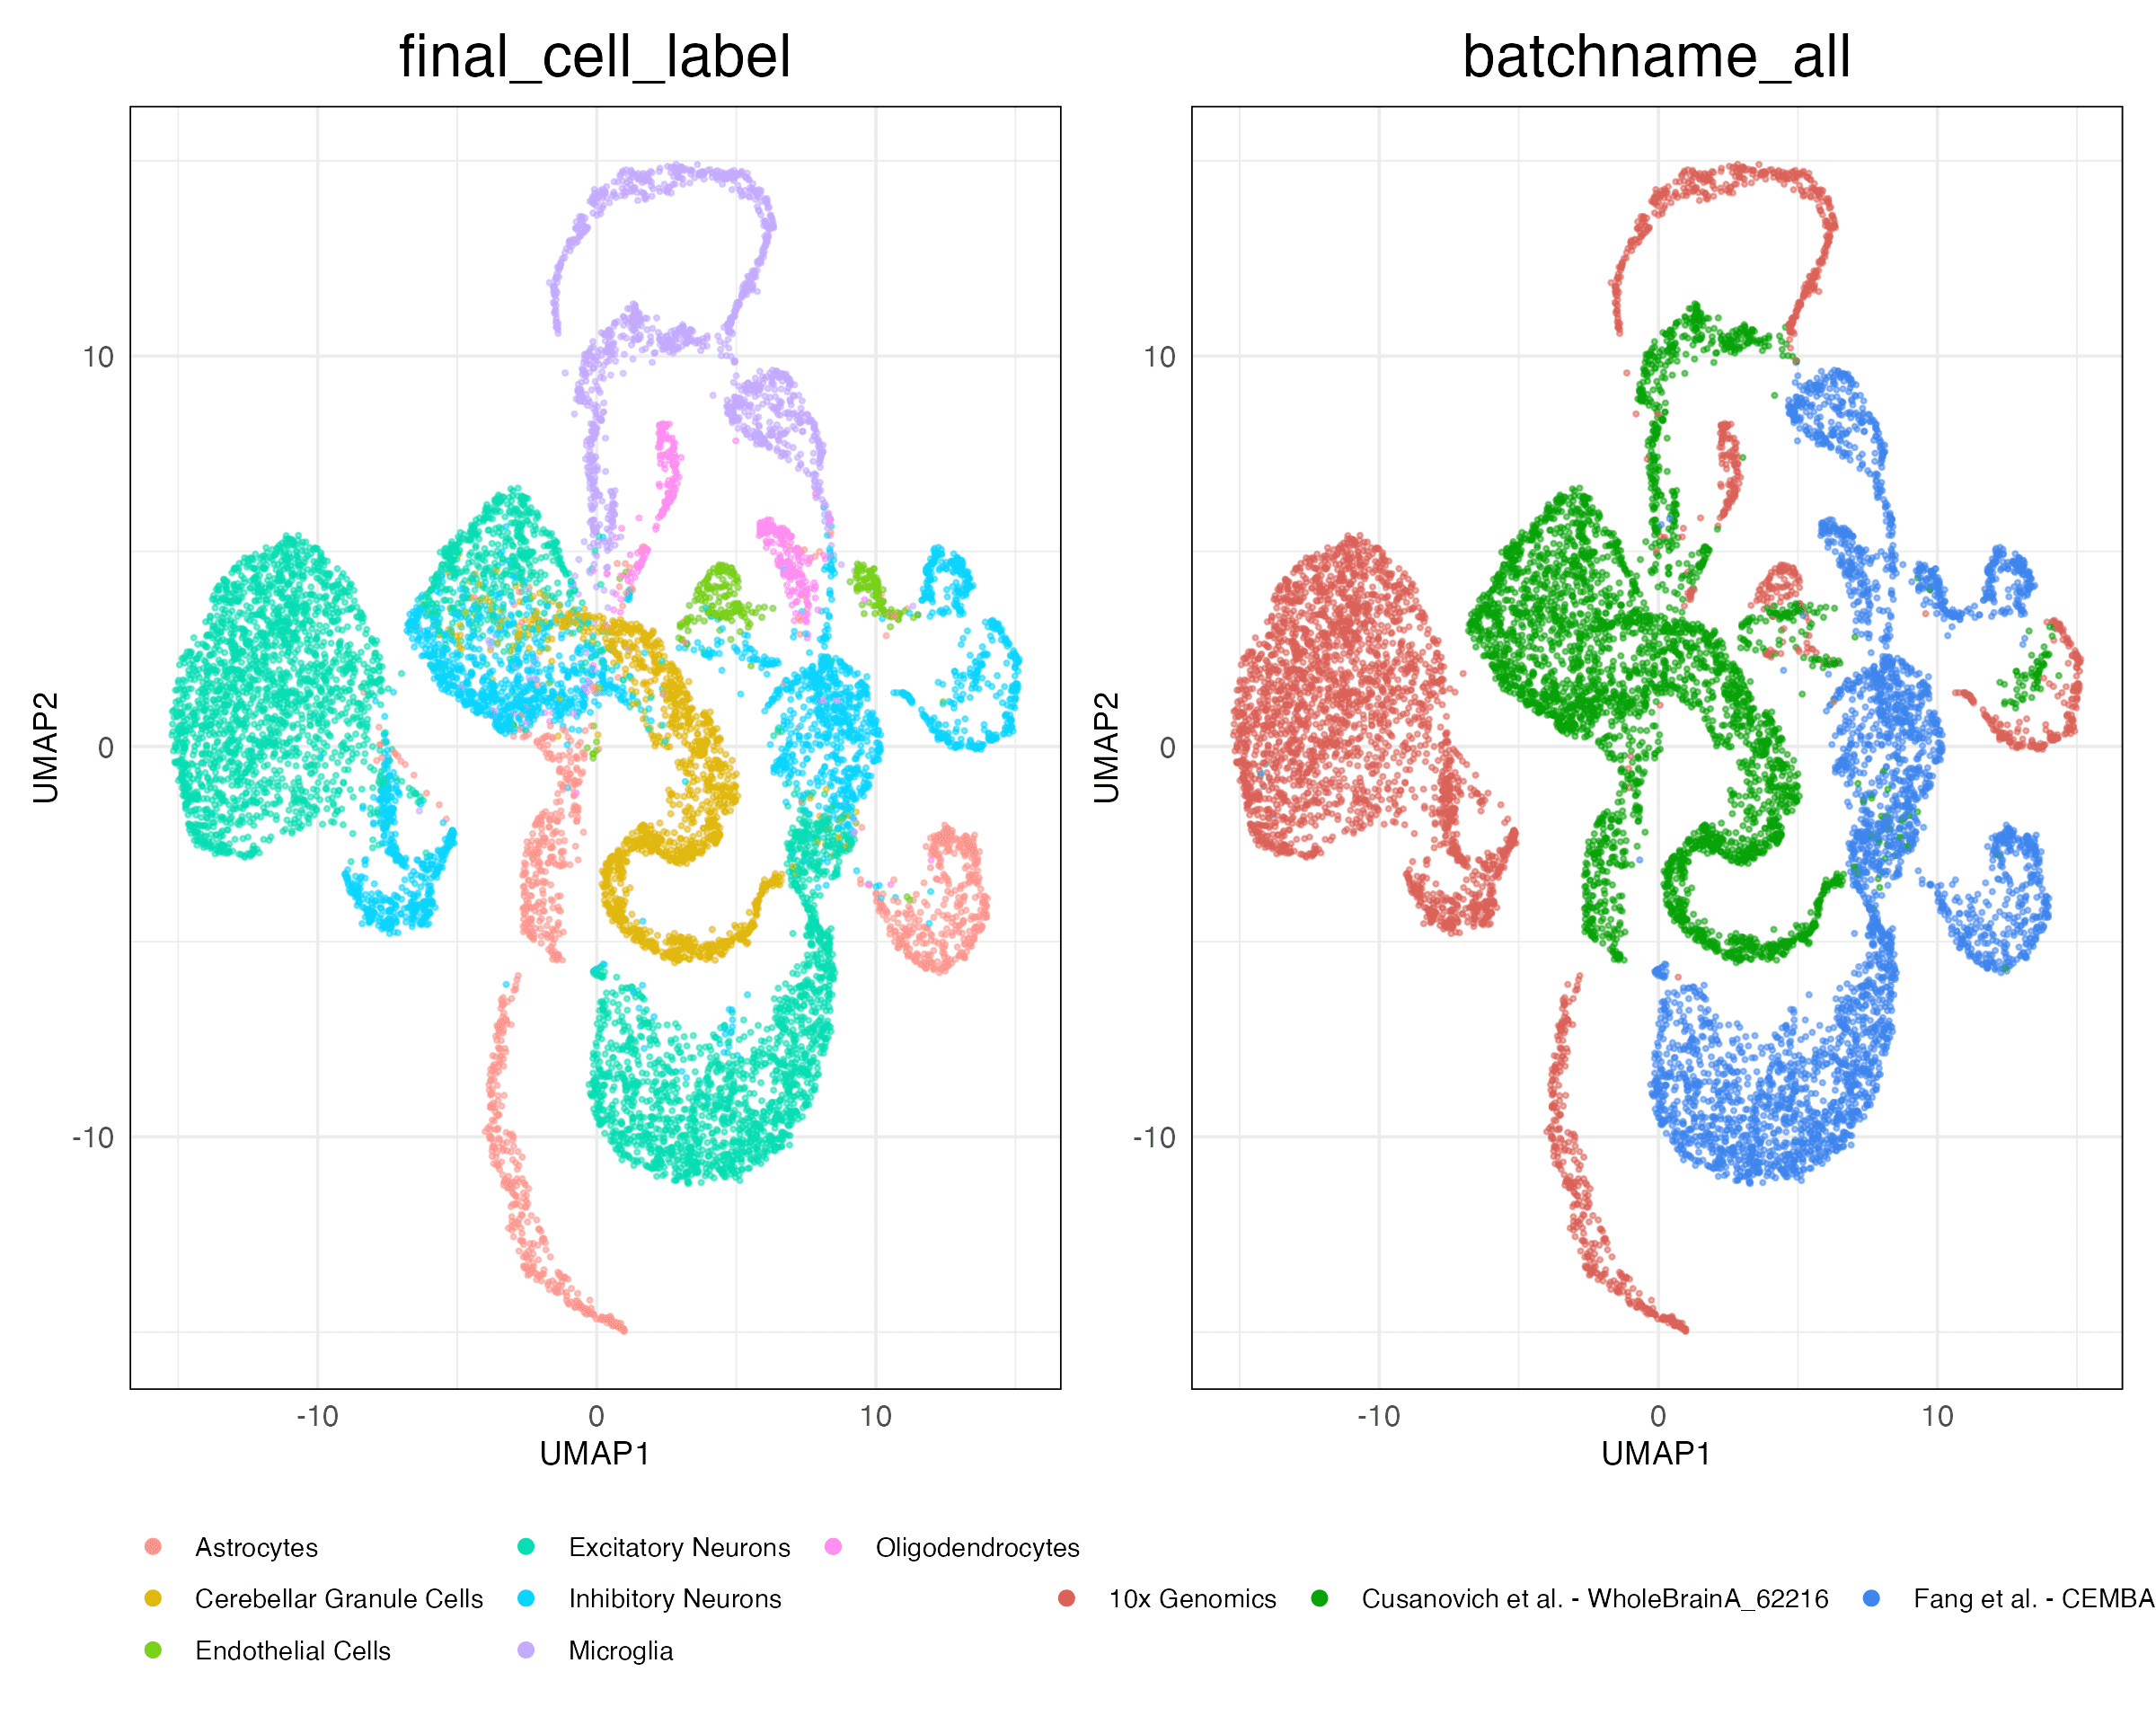 final_cell_label
batchname_all
UMAP2
10
0
-10
-10 0 10
UMAP1
UMAP2
10
0
-10
-10 0 10
UMAP1
Astrocytes
Cerebellar Granule Cells
Endothelial Cells
Excitatory Neurons
Inhibitory Neurons
Microglia
Oligodendrocytes
10x Genomics
Cusanovich et al. - WholeBrainA_62216
Fang et al. - CEMBA